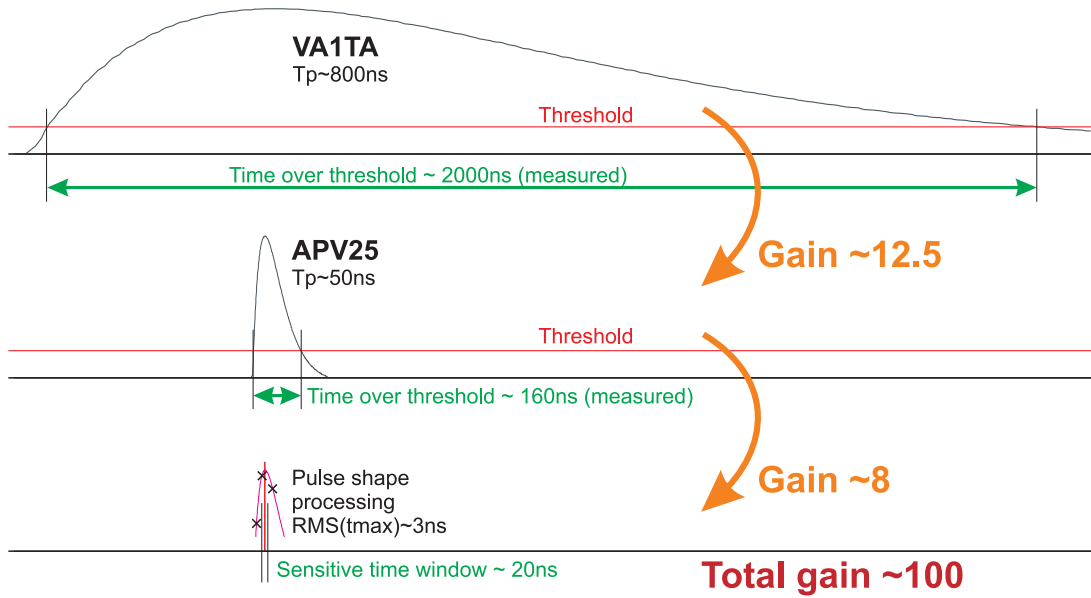 VA1TA
Tp~800ns
Threshold
Time over threshold ~ 2000ns (measured)
Gain ~12.5
APV25
Tp~50ns
Threshold
Time over threshold ~ 160ns (measured)
Gain ~8
Pulse shape
processing
RMS(tmax)~3ns
Sensitive time window ~ 20ns
Total gain ~100